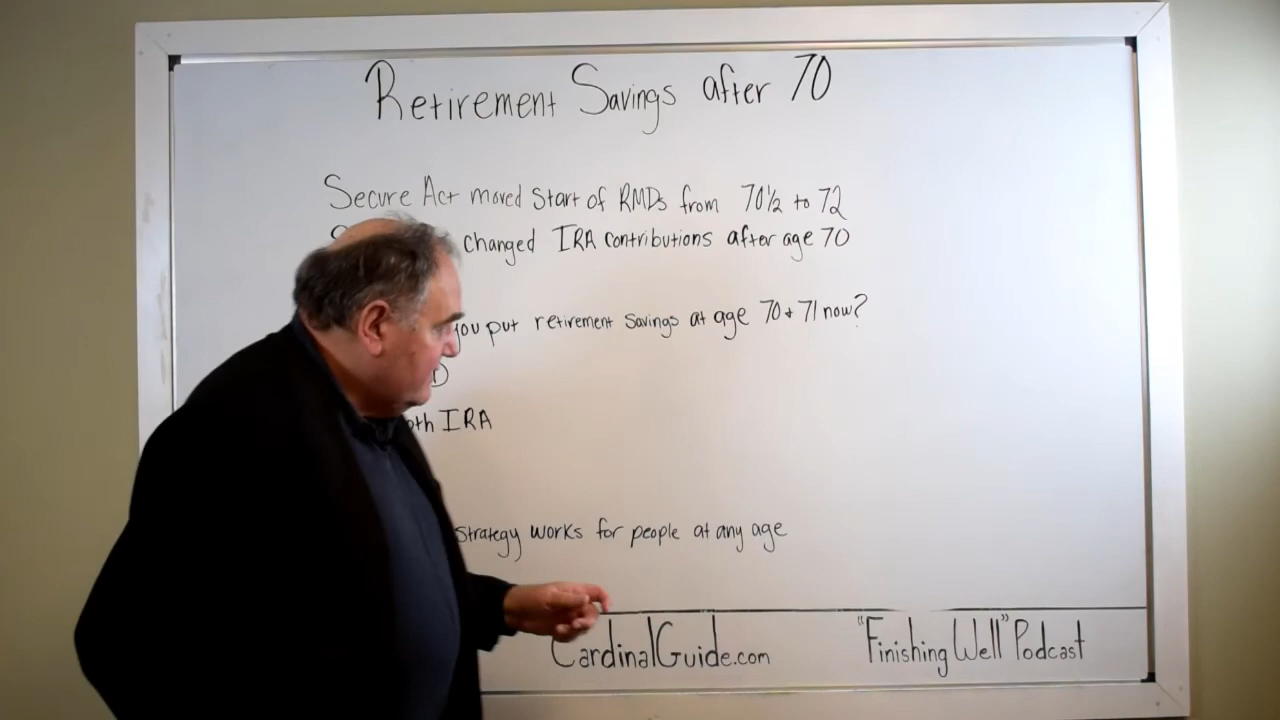 Retirement Savings after 70
Secure Act moved Start of RMDs from 70½ to 72
changed IRA contributions after age 70
you put retirement savings at age 70 + 71 now?
IRA
strategy works for people at any age
CardinalGuide.com
"Finishing Well" Podcast